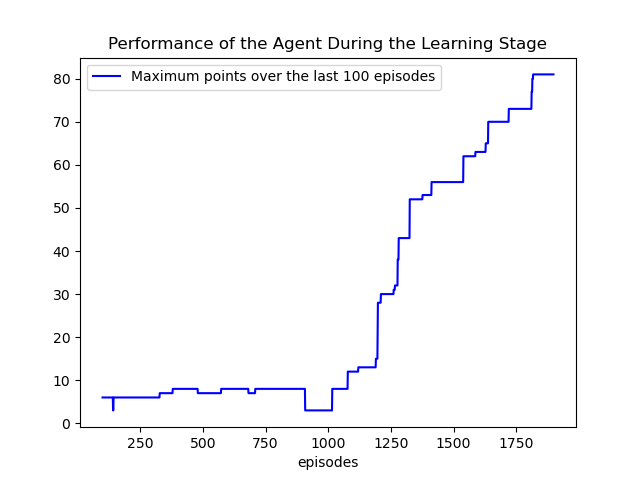 Performance of the Agent During the Learning Stage
Maximum points over the last 100 episodes
80
70
60
50
40
30
20
10
0
250 500 750 1000 1250 1500 1750
episodes